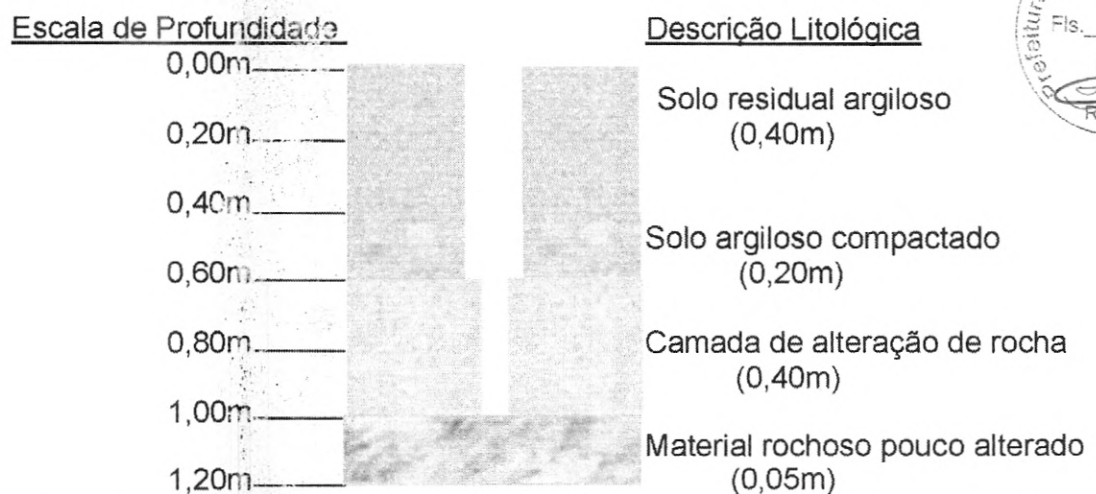 Escala de Profundidade
Descrição Litológica
0,00m
0,20m
0,40m
0,60m
0,80m
1,00m
1,20m
Solo residual argiloso
(0,40m)
Solo argiloso compactado
(0,20m)
Camada de alteração de rocha
(0,40m)
Material rochoso pouco alterado
(0,05m)
Prefeitura
Fls.